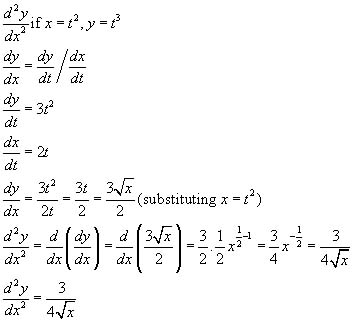 d²y/dx² if x = t², y = t³
dy/dx = dy/dt / dx/dt
dy/dt = 3t²
dx/dt = 2t
dy/dx = 3t²/2t = 3t/2 = 3√x/2 (substituting x = t²)
d²y/dx² = d/dx (dy/dx) = d/dx (3√x/2) = 3/2 . 1/2 x^(1/2 - 1) = 3/4 x^(-1/2) = 3/(4√x)
d²y/dx² = 3/(4√x)